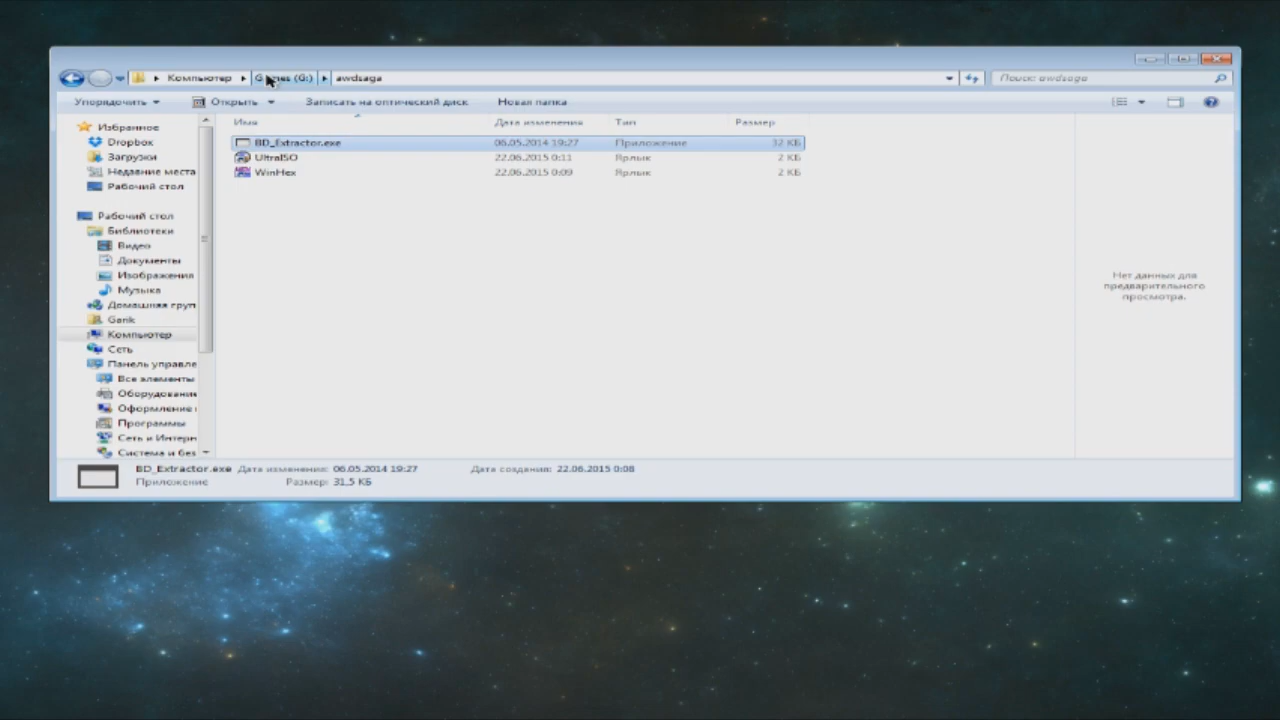 Компьютер Games (G:) awdsaga Поиск: awdsaga
Упорядочить Открыть Записать на оптический диск Новая папка
Имя Дата изменения Тип Размер
BD_Extractor.exe 06.05.2014 19:27 Приложение 32 КБ
UltraISO 22.06.2015 0:11 Ярлык 2 КБ
WinHex 22.06.2015 0:09 Ярлык 2 КБ
Избранное
Dropbox
Загрузки
Недавние места
Рабочий стол
Рабочий стол
Библиотеки
Видео
Документы
Изображения
Музыка
Домашняя груп
Garik
Компьютер
Сеть
Панель управле
Все элементы
Оборудование
Оформление и
Программы
Сеть и Интерн
Система и без
Нет данных для
предварительного
просмотра.
BD_Extractor.exe Дата изменения: 06.05.2014 19:27 Дата создания: 22.06.2015 0:08
Приложение Размер: 31,5 КБ